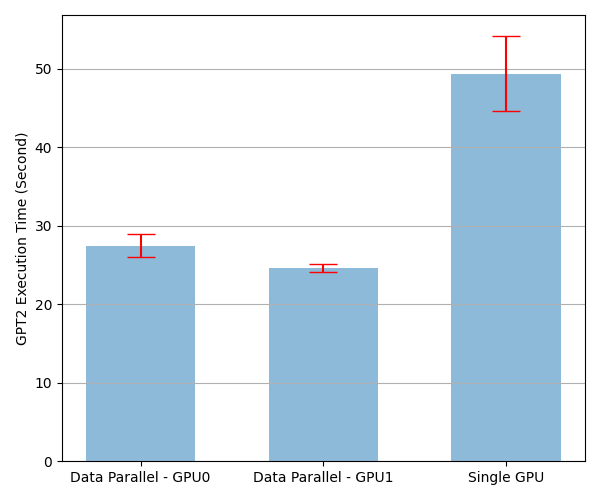 GPT2 Execution Time (Second)
50
40
30
20
10
0
Data Parallel - GPU0
Data Parallel - GPU1
Single GPU